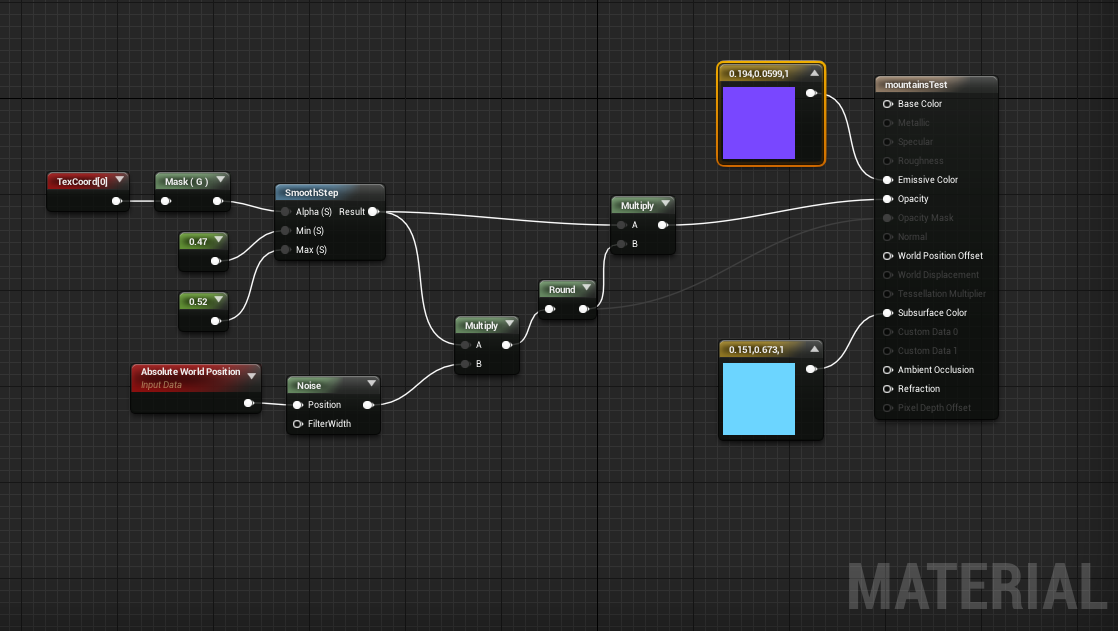 TexCoord[0]
Mask ( G )
0.47
0.52
SmoothStep
Alpha (S) Result
Min (S)
Max (S)
Absolute World Position
Input Data
Noise
Position
FilterWidth
Multiply
A
B
Round
Multiply
A
B
0.194,0.0599,1
0.151,0.673,1
mountainsTest
Base Color
Metallic
Specular
Roughness
Emissive Color
Opacity
Opacity Mask
Normal
World Position Offset
World Displacement
Tessellation Multiplier
Subsurface Color
Custom Data 0
Custom Data 1
Ambient Occlusion
Refraction
Pixel Depth Offset
MATERIAL